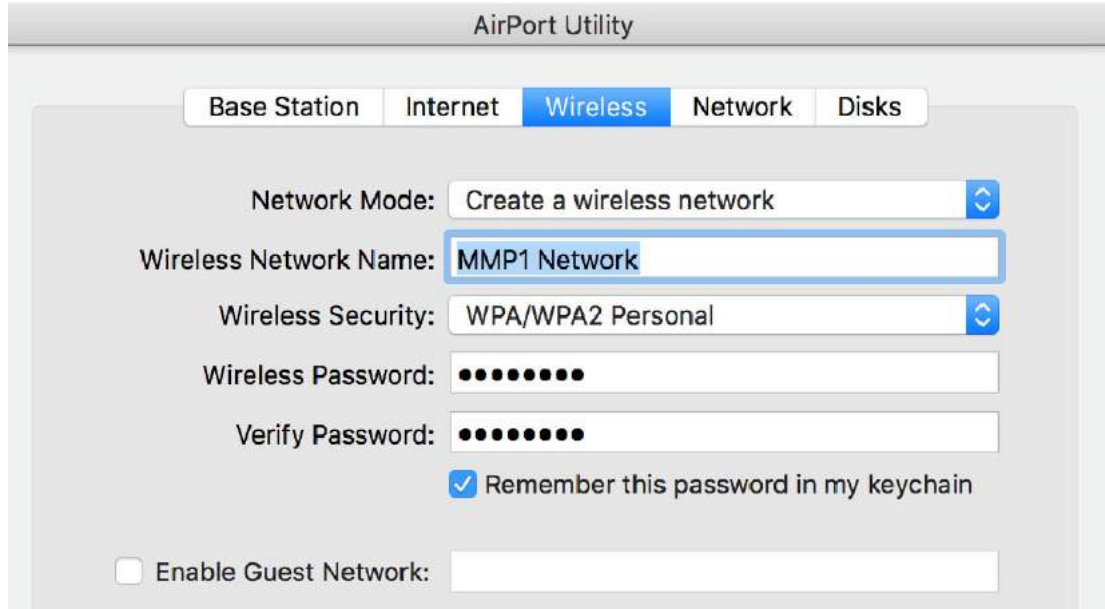 AirPort Utility
Base Station Internet Wireless Network Disks
Network Mode: Create a wireless network
Wireless Network Name: MMP1 Network
Wireless Security: WPA/WPA2 Personal
Wireless Password: ••••••••
Verify Password: ••••••••
Remember this password in my keychain
Enable Guest Network: